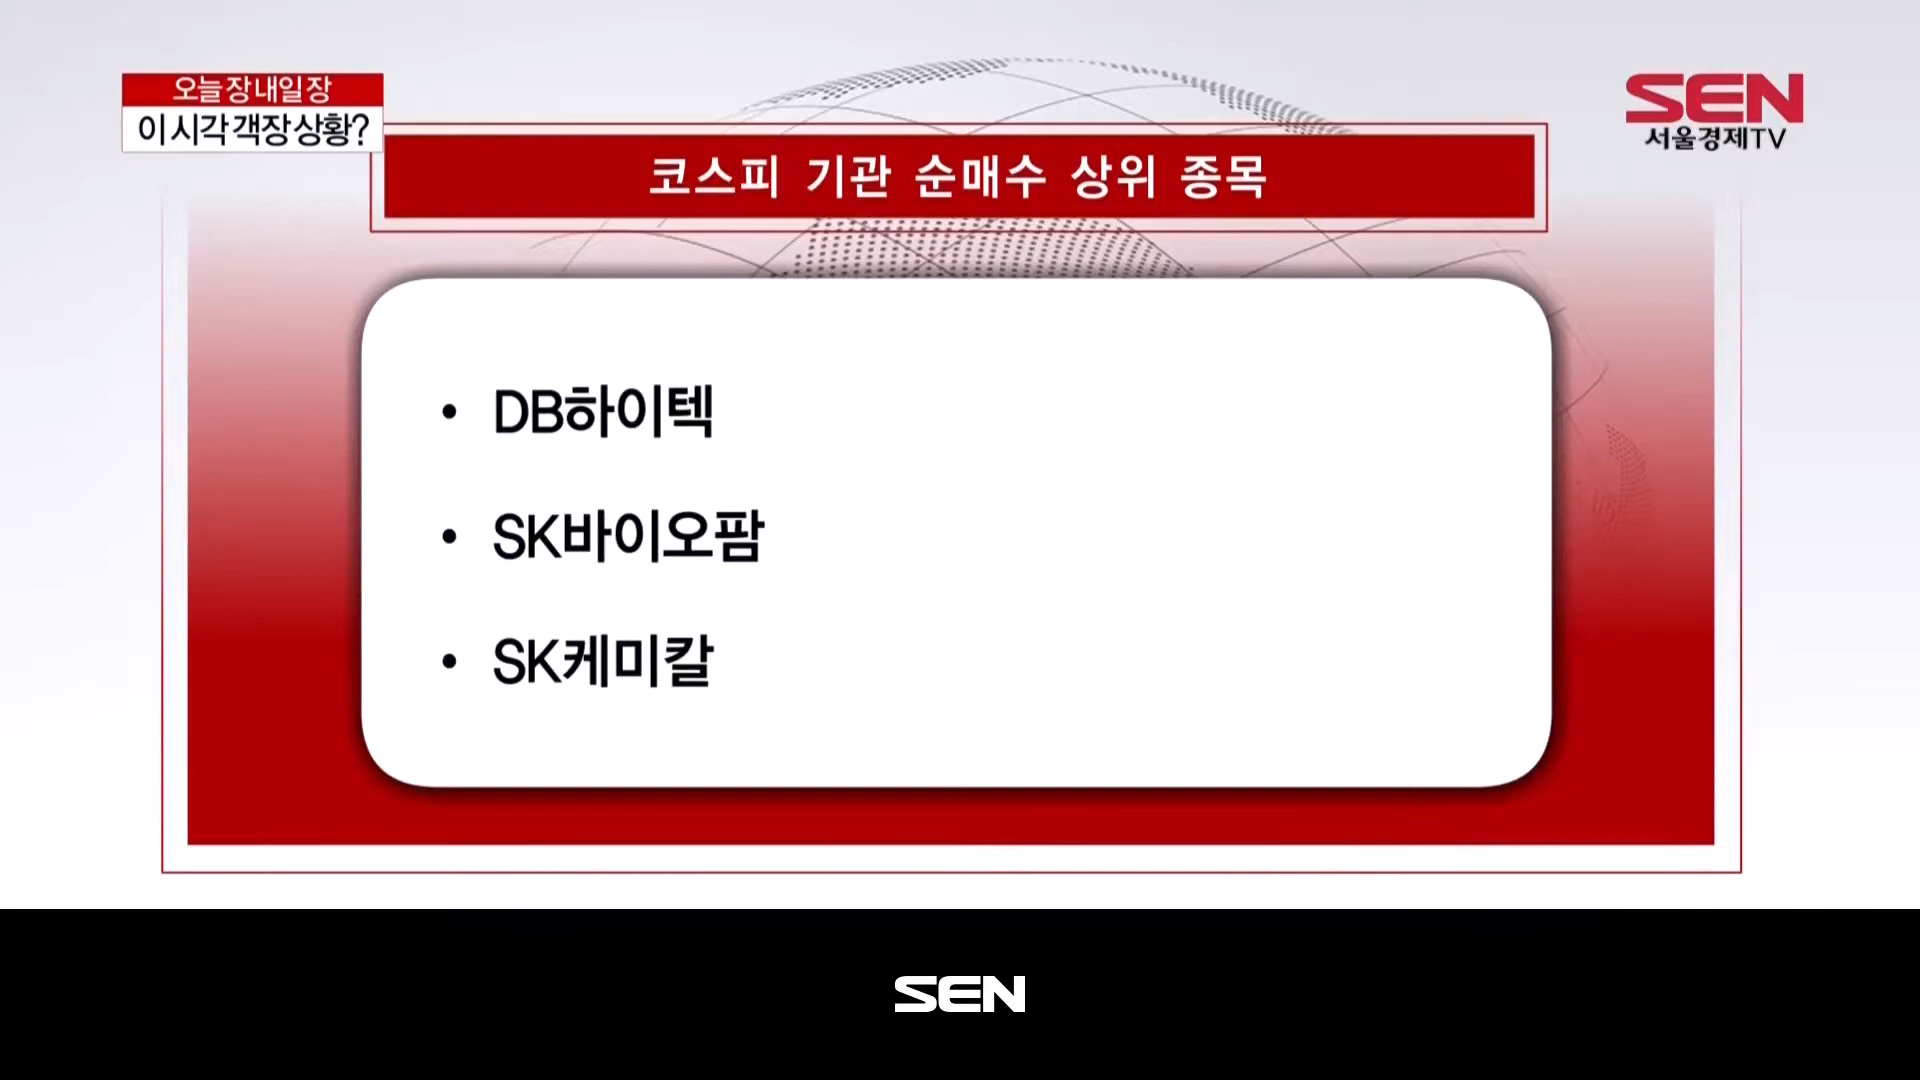 오늘장 내일장
이 시각 객장 상황?
SEN
서울경제TV
코스피 기관 순매수 상위 종목
• DB하이텍
• SK바이오팜
• SK케미칼
SEN